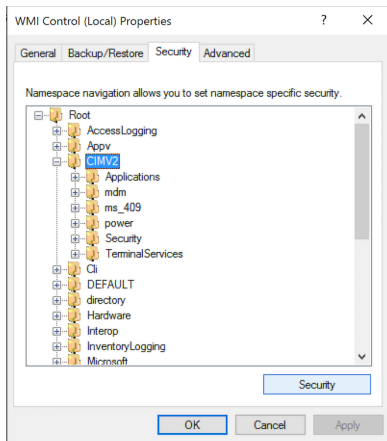 WMI Control (Local) Properties
General Backup/Restore Security Advanced
Namespace navigation allows you to set namespace specific security.
Root
AccessLogging
Appv
CIMV2
Applications
mdm
ms_409
power
Security
TerminalServices
Cli
DEFAULT
directory
Hardware
Interop
InventoryLogging
Microsoft
Security
OK Cancel Apply